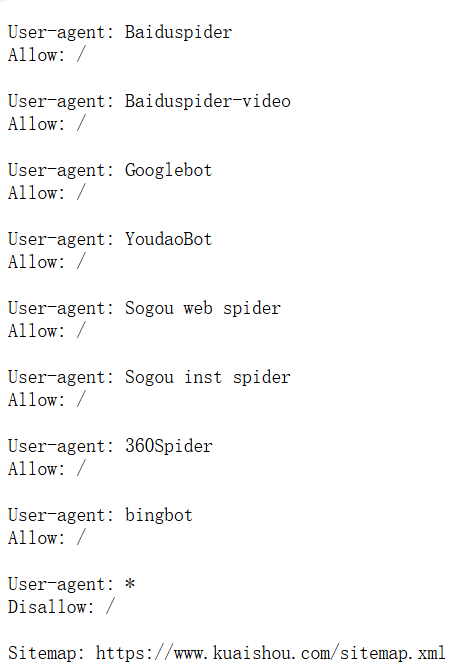 User-agent: Baiduspider
Allow: /
User-agent: Baiduspider-video
Allow: /
User-agent: Googlebot
Allow: /
User-agent: YoudaoBot
Allow: /
User-agent: Sogou web spider
Allow: /
User-agent: Sogou inst spider
Allow: /
User-agent: 360Spider
Allow: /
User-agent: bingbot
Allow: /
User-agent: *
Disallow: /
Sitemap: https://www.kuaishou.com/sitemap.xml